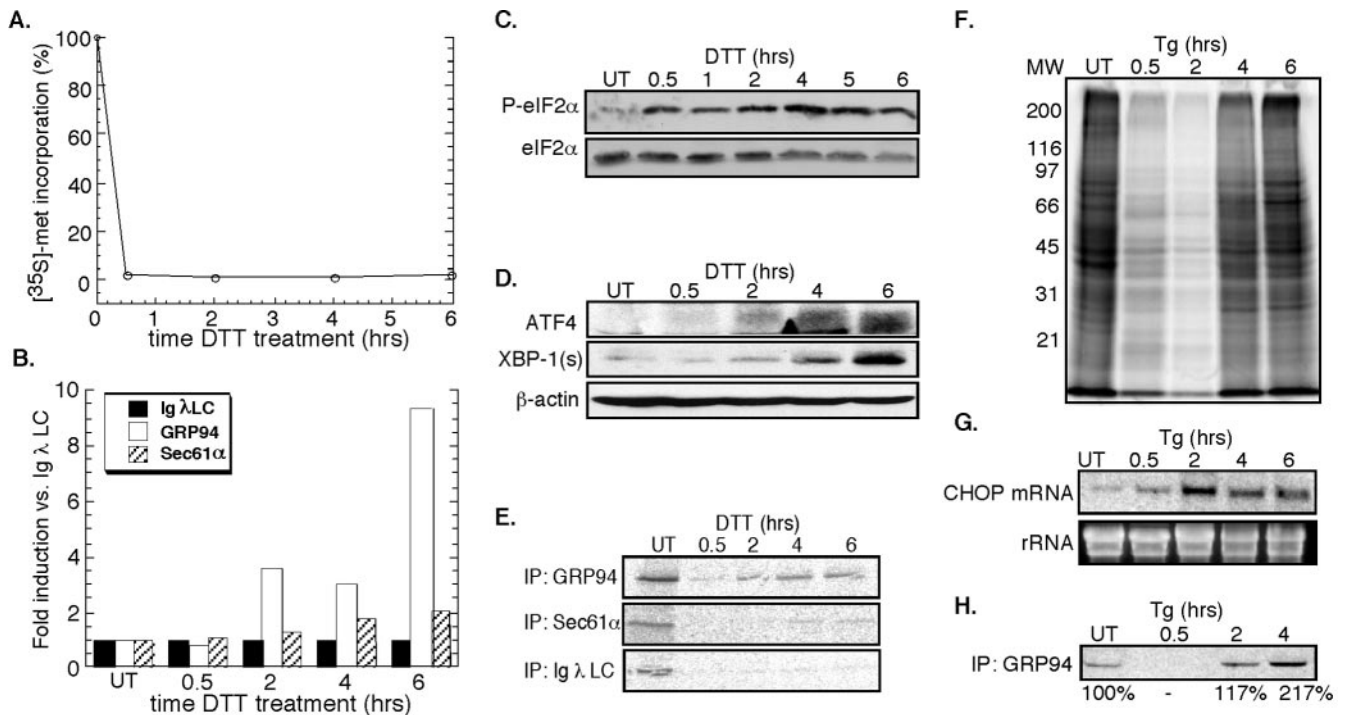 A.
[³⁵S]-met incorporation (%)
100
80
60
40
20
0
0 1 2 3 4 5 6
time DTT treatment (hrs)
B.
Fold induction vs. Ig λ LC
10
8
6
4
2
0
Ig λLC
GRP94
Sec61α
UT 0.5 2 4 6
time DTT treatment (hrs)
C.
DTT (hrs)
UT 0.5 1 2 4 5 6
P-eIF2α
eIF2α
D.
DTT (hrs)
UT 0.5 2 4 6
ATF4
XBP-1(s)
β-actin
E.
DTT (hrs)
UT 0.5 2 4 6
IP: GRP94
IP: Sec61α
IP: Ig λ LC
F.
Tg (hrs)
MW UT 0.5 2 4 6
200
116
97
66
45
31
21
G.
Tg (hrs)
UT 0.5 2 4 6
CHOP mRNA
rRNA
H.
Tg (hrs)
UT 0.5 2 4
IP: GRP94
100% - 117% 217%